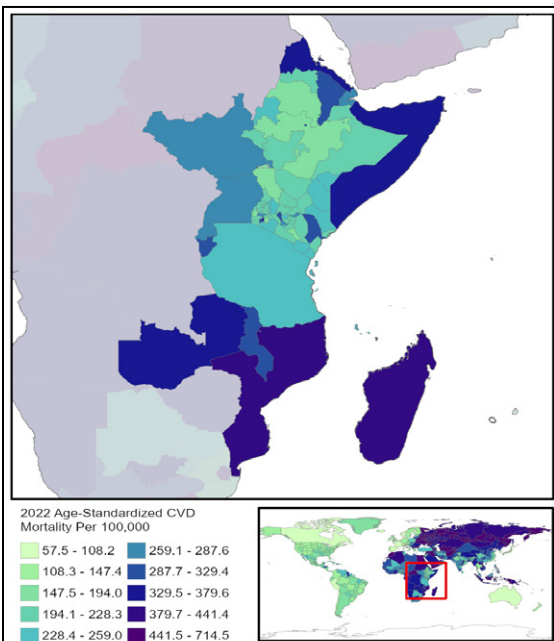 2022 Age-Standardized CVD
Mortality Per 100,000
57.5 - 108.2
108.3 - 147.4
147.5 - 194.0
194.1 - 228.3
228.4 - 259.0
259.1 - 287.6
287.7 - 329.4
329.5 - 379.6
379.7 - 441.4
441.5 - 714.5